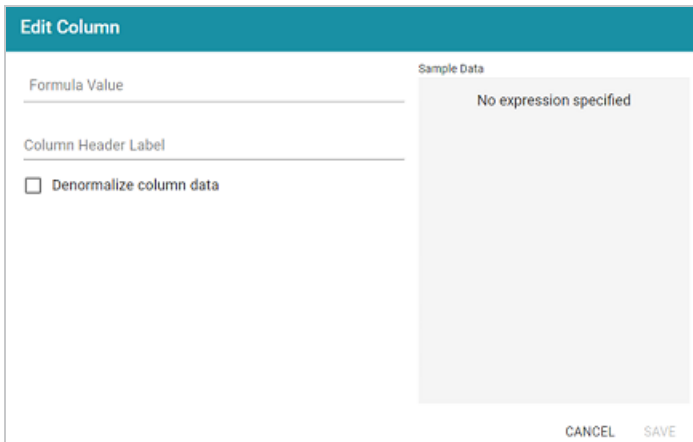 Edit Column
Formula Value
Column Header Label
Denormalize column data
Sample Data
No expression specified
CANCEL SAVE